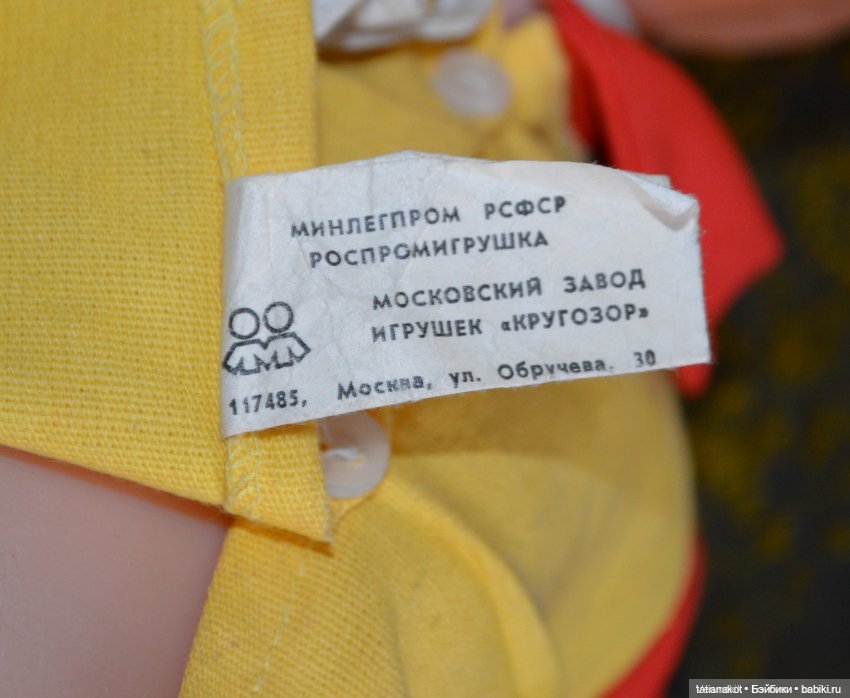 МИНЛЕГПРОМ РСФСР
РОСПРОМИГРУШКА
МОСКОВСКИЙ ЗАВОД
ИГРУШЕК «КРУГОЗОР»
117485, Москва, ул. Обручева, 30
tatianakot • Бэйбики • babiki.ru